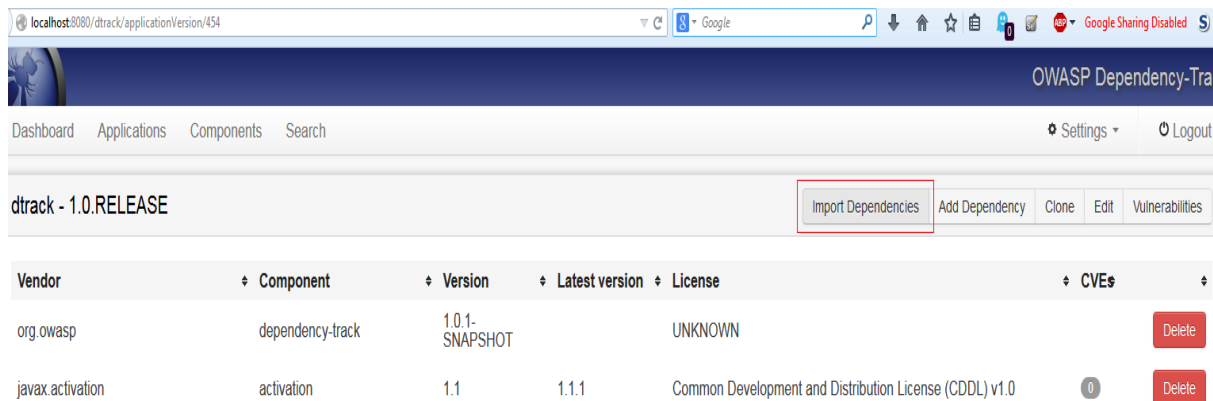 localhost:8080/dtrack/applicationVersion/454
8 Google
ABP
Google Sharing Disabled
S
0
OWASP Dependency-Tra
Dashboard Applications Components Search Settings Logout
dtrack - 1.0.RELEASE
Import Dependencies Add Dependency Clone Edit Vulnerabilities
Vendor Component Version Latest version License CVEs
org.owasp dependency-track 1.0.1-SNAPSHOT UNKNOWN Delete
javax.activation activation 1.1 1.1.1 Common Development and Distribution License (CDDL) v1.0 0 Delete